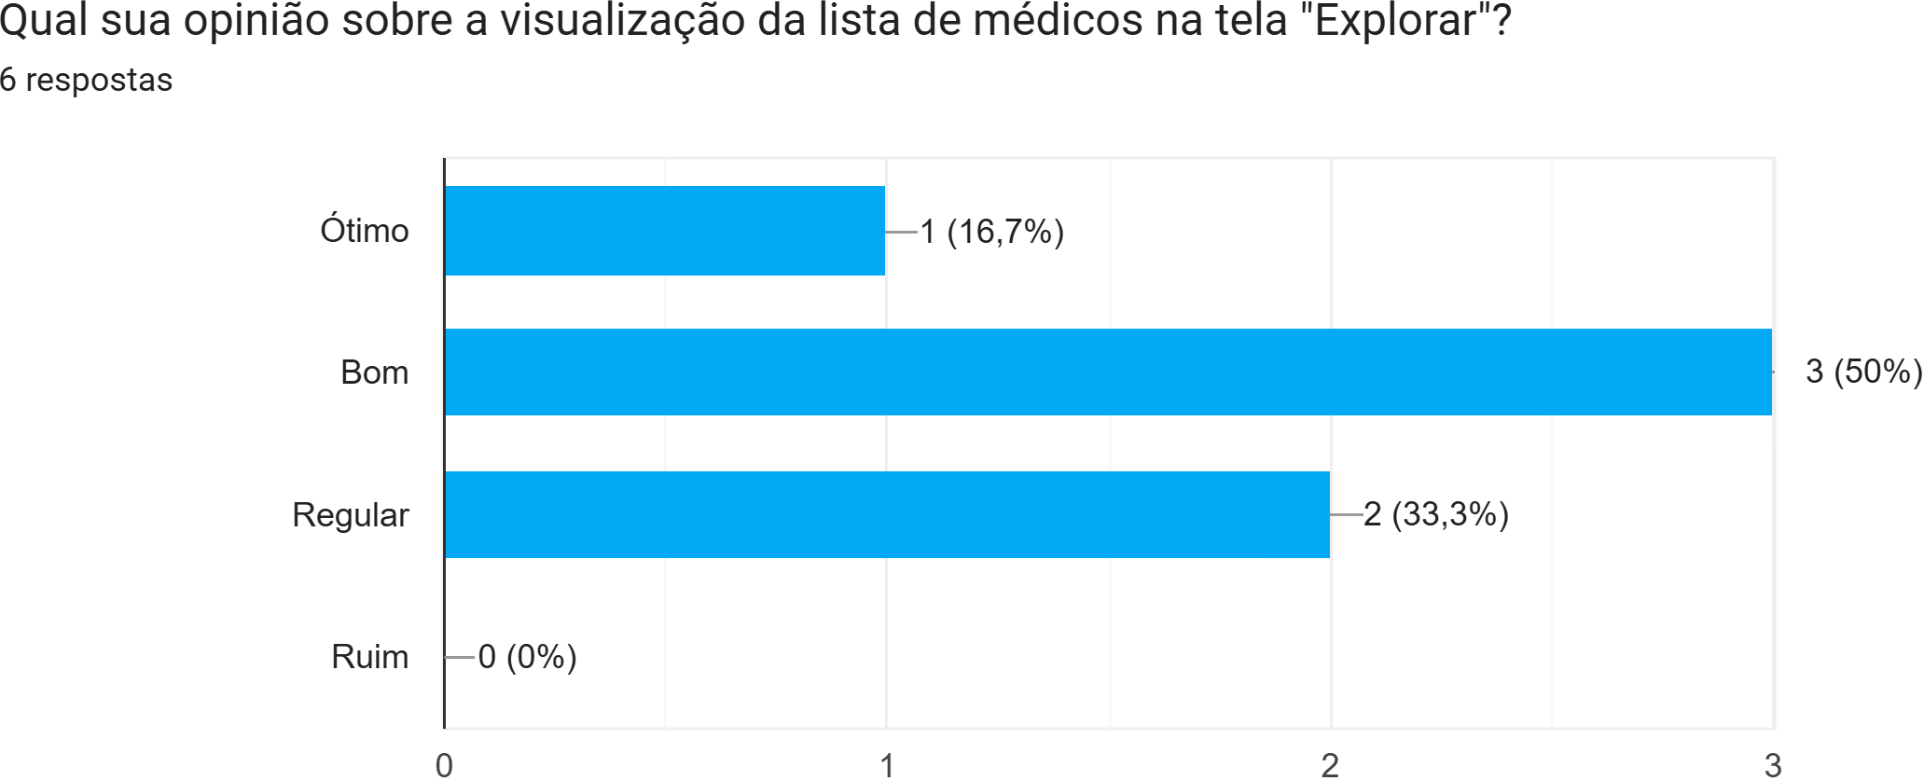 Qual sua opinião sobre a visualização da lista de médicos na tela "Explorar"?
6 respostas
Ótimo 1 (16,7%)
Bom 3 (50%)
Regular 2 (33,3%)
Ruim 0 (0%)
0 1 2 3